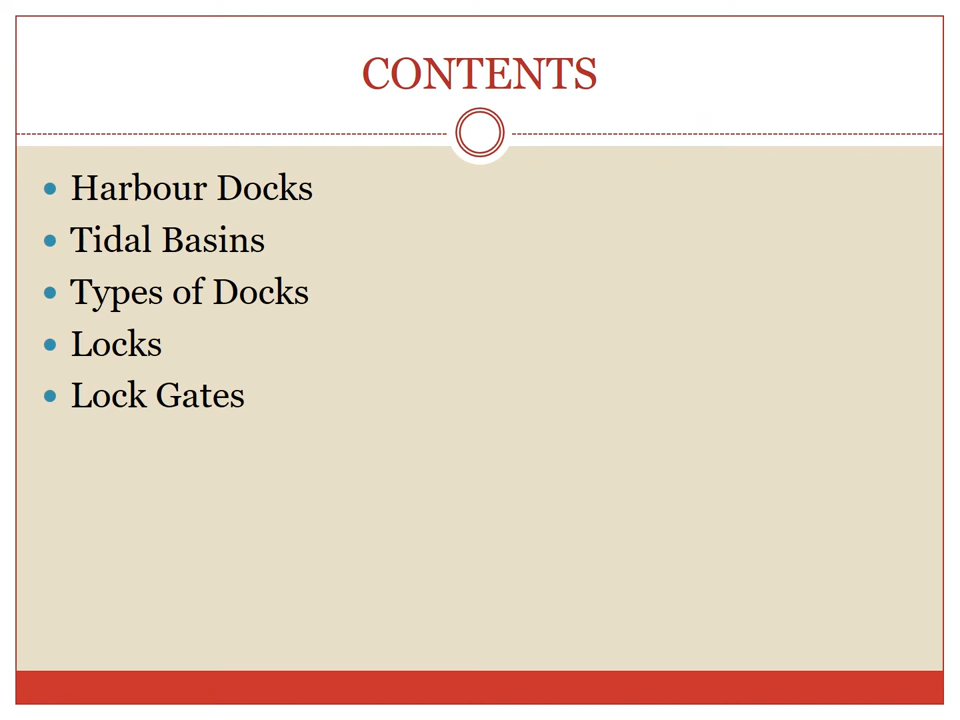 CONTENTS
Harbour Docks
Tidal Basins
Types of Docks
Locks
Lock Gates